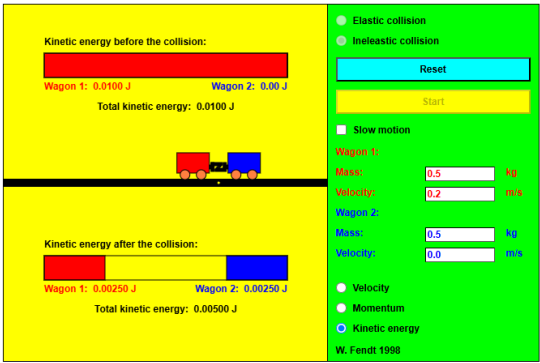 Kinetic energy before the collision:
Wagon 1: 0.0100 J
Wagon 2: 0.00 J
Total kinetic energy: 0.0100 J
Kinetic energy after the collision:
Wagon 1: 0.00250 J
Wagon 2: 0.00250 J
Total kinetic energy: 0.00500 J
Elastic collision
Ineleastic collision
Reset
Start
Slow motion
Wagon 1:
Mass: 0.5 kg
Velocity: 0.2 m/s
Wagon 2:
Mass: 0.5 kg
Velocity: 0.0 m/s
Velocity
Momentum
Kinetic energy
W. Fendt 1998